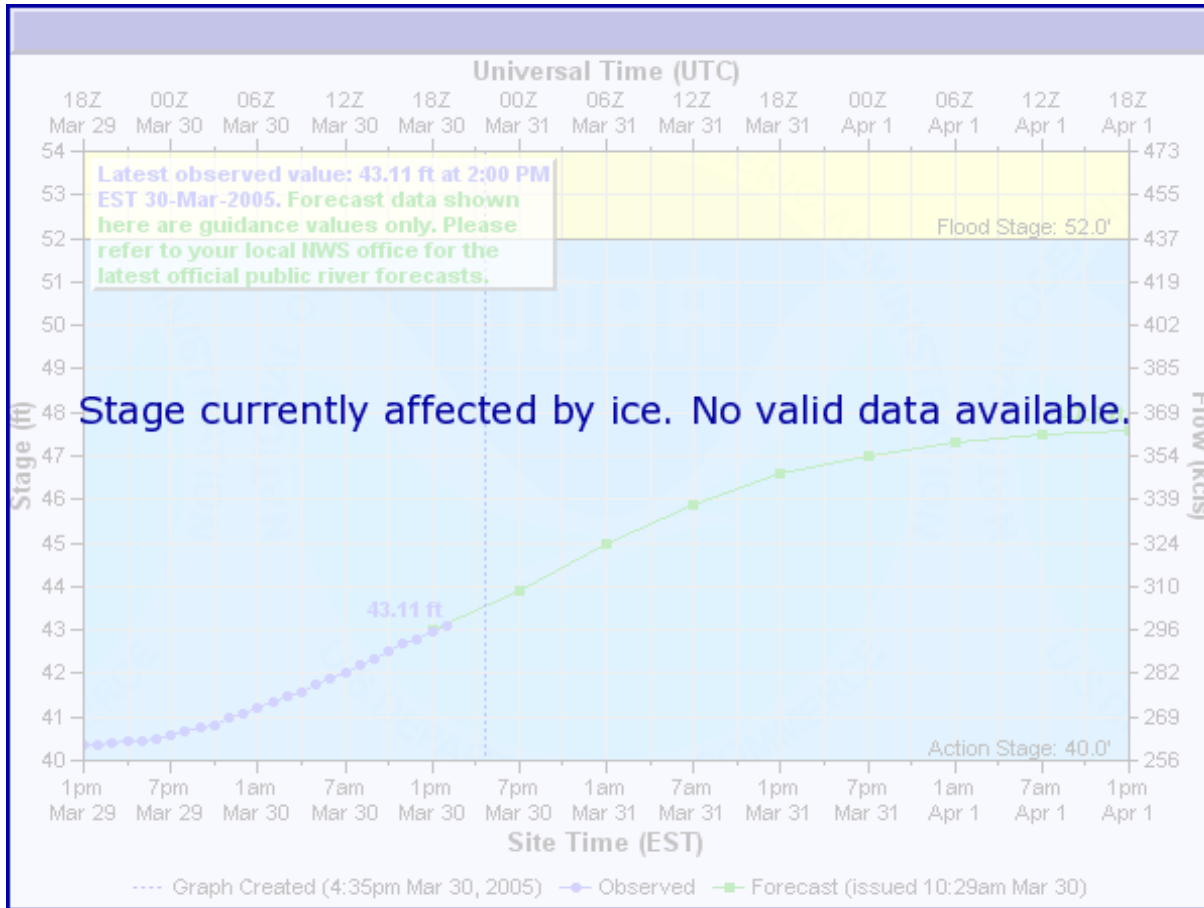 Universal Time (UTC)
18Z 00Z 06Z 12Z 18Z 00Z 06Z 12Z 18Z 00Z 06Z 12Z 18Z
Mar 29 Mar 30 Mar 30 Mar 30 Mar 30 Mar 31 Mar 31 Mar 31 Mar 31 Apr 1 Apr 1 Apr 1 Apr 1
54 473
Latest observed value: 43.11 ft at 2:00 PM
53 455
EST 30-Mar-2005. Forecast data shown
here are guidance values only. Please
Flood Stage: 52.0'
52 437
refer to your local NWS office for the
latest official public river forecasts.
51 419
50 402
49 385
Stage currently affected by ice. No valid data available.
48 369
Stage (ft)
Flow (kcfs)
47 354
46 339
45 324
44 310
43.11 ft
43 296
42 282
41 269
Action Stage: 40.0'
40 256
1pm 7pm 1am 7am 1pm 7pm 1am 7am 1pm 7pm 1am 7am 1pm
Mar 29 Mar 29 Mar 30 Mar 30 Mar 30 Mar 30 Mar 31 Mar 31 Mar 31 Mar 31 Apr 1 Apr 1 Apr 1
Site Time (EST)
Graph Created (4:35pm Mar 30, 2005) Observed Forecast (issued 10:29am Mar 30)